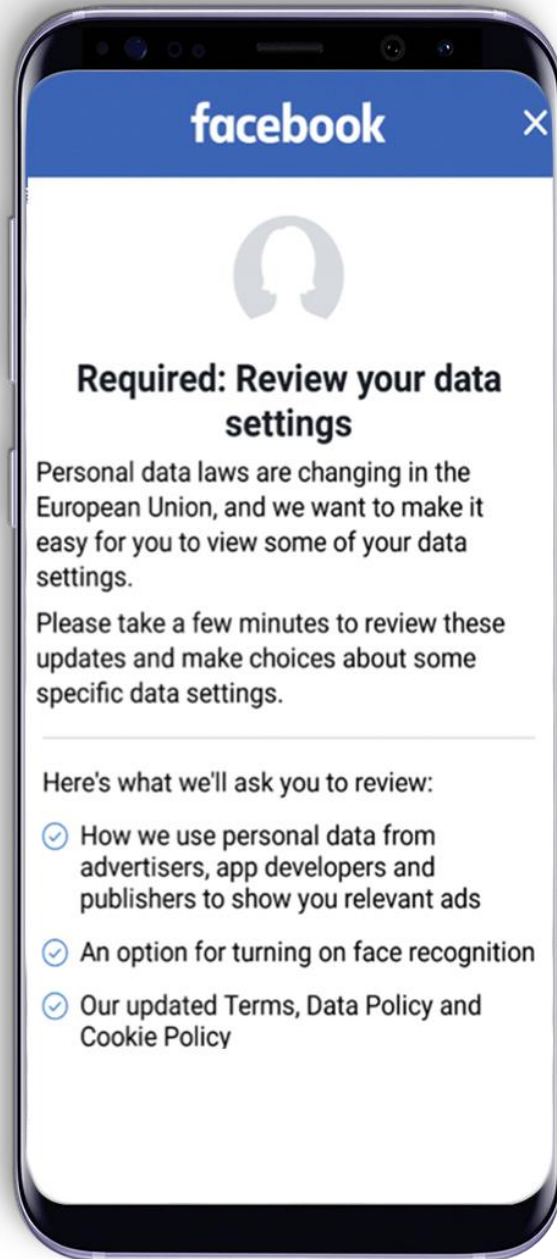 facebook
Required: Review your data
settings
Personal data laws are changing in the
European Union, and we want to make it
easy for you to view some of your data
settings.
Please take a few minutes to review these
updates and make choices about some
specific data settings.
Here's what we'll ask you to review:
How we use personal data from
advertisers, app developers and
publishers to show you relevant ads
An option for turning on face recognition
Our updated Terms, Data Policy and
Cookie Policy